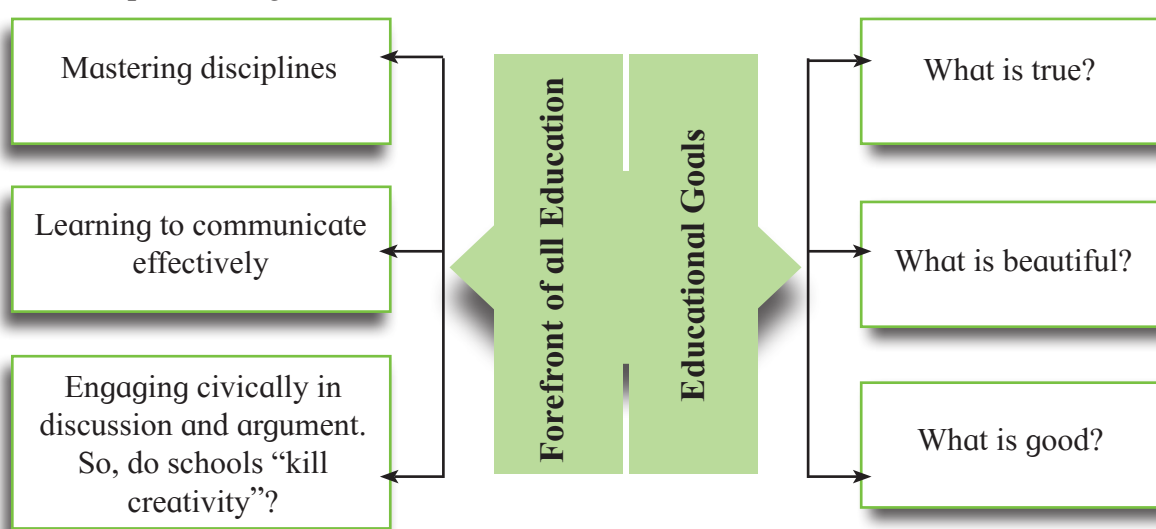 Mastering disciplines
Learning to communicate
effectively
Engaging civically in
discussion and argument.
So, do schools “kill
creativity”?
Forefront of all Education
Educational Goals
What is true?
What is beautiful?
What is good?